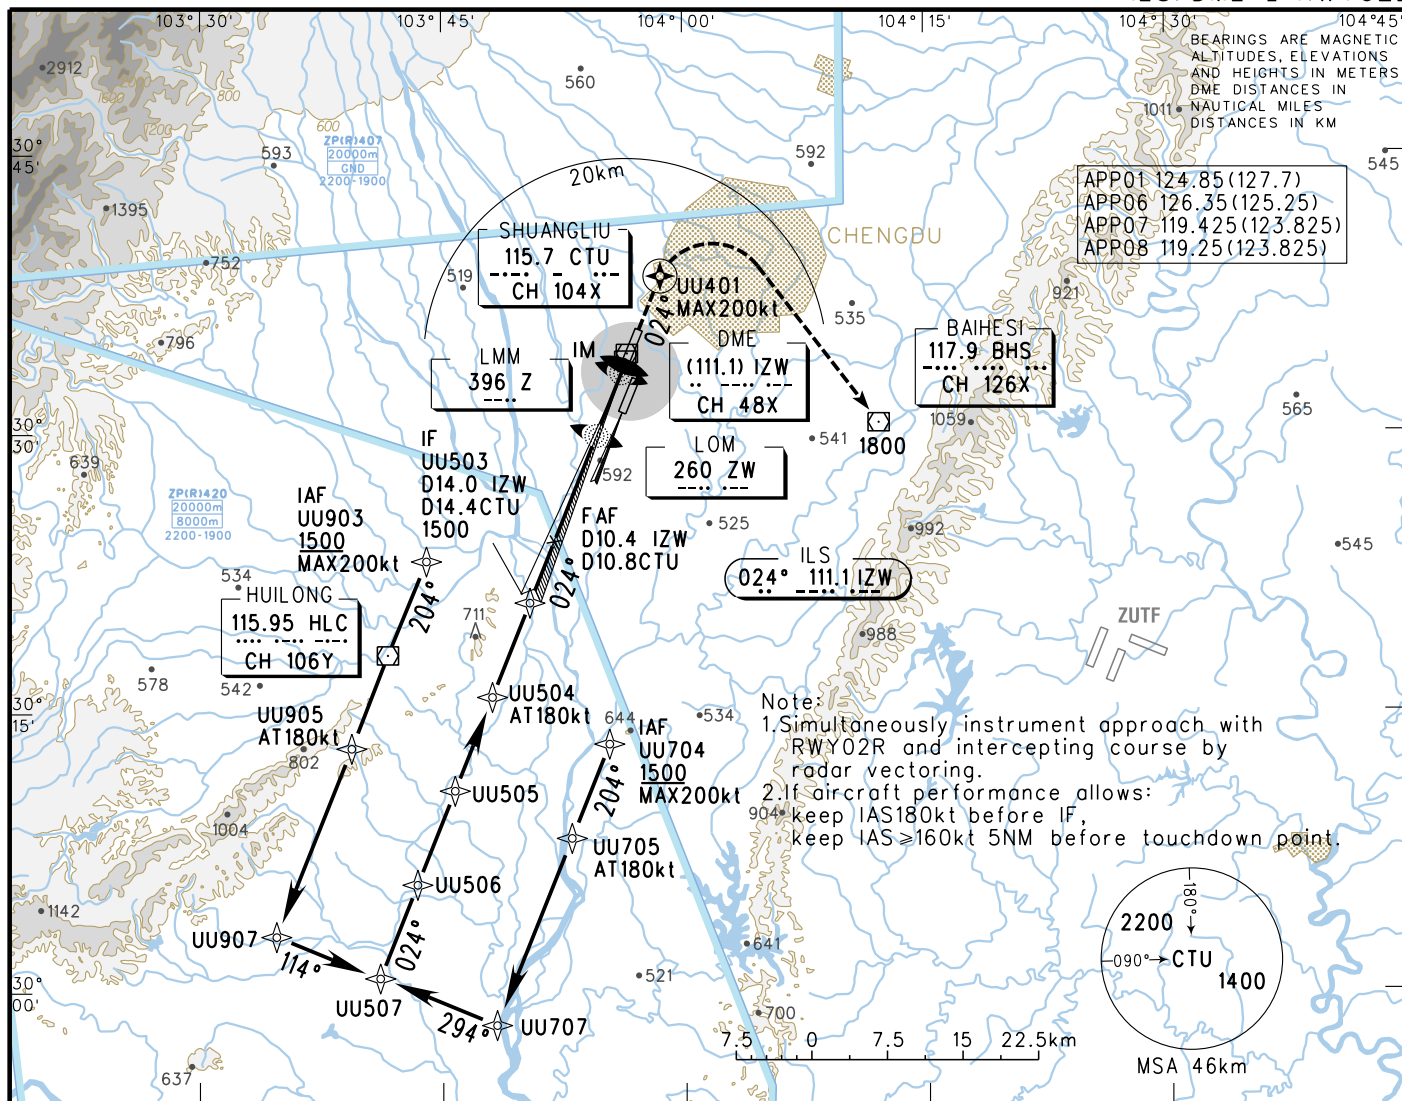 103°30'
103°45'
104°00'
104°15'
104°30'
104°45'
BEARINGS ARE MAGNETIC
ALTITUDES, ELEVATIONS
AND HEIGHTS IN METERS
DME DISTANCES IN
NAUTICAL MILES
DISTANCES IN KM
2912
560
800
2000
1600
1200
600
1011
ZP(R)407
20000m
GND
2200-1900
30°
45'
593
592
545
20km
APP01 124.85(127.7)
APP06 126.35(125.25)
APP07 119.425(123.825)
APP08 119.25(123.825)
1395
SHUANGLIU
115.7 CTU
CH 104X
CHENGDU
752
519
UU401
MAX200kt
024°
921
535
796
IM
LMM
396 Z
DME
(111.1) IZW
CH 48X
BAIHESI
117.9 BHS
CH 126X
565
1059
30°
30'
541
1800
LOM
260 ZW
592
639
IF
UU503
D14.0 IZW
D14.4CTU
1500
ZP(R)420
20000m
8000m
2200-1900
IAF
UU903
1500
MAX200kt
FAF
D10.4 IZW
D10.8CTU
525
992
545
ILS
024° 111.1 IZW
534
HUILONG
115.95 HLC
CH 106Y
204°
024°
711
ZUTF
988
578
542
UU504
AT180kt
30°
15'
UU905
AT180kt
802
644
534
IAF
UU704
1500
MAX200kt
204°
Note:
1.Simultaneously instrument approach with
RWY02R and intercepting course by
radar vectoring.
2.If aircraft performance allows:
keep IAS180kt before IF,
keep IAS≥160kt 5NM before touchdown point.
UU505
904
1004
UU705
AT180kt
UU506
1142
UU907
114°
024°
641
2200
180°
090°
CTU
1400
MSA 46km
521
30°
00'
UU507
294°
UU707
700
7.5 0 7.5 15 22.5km
637